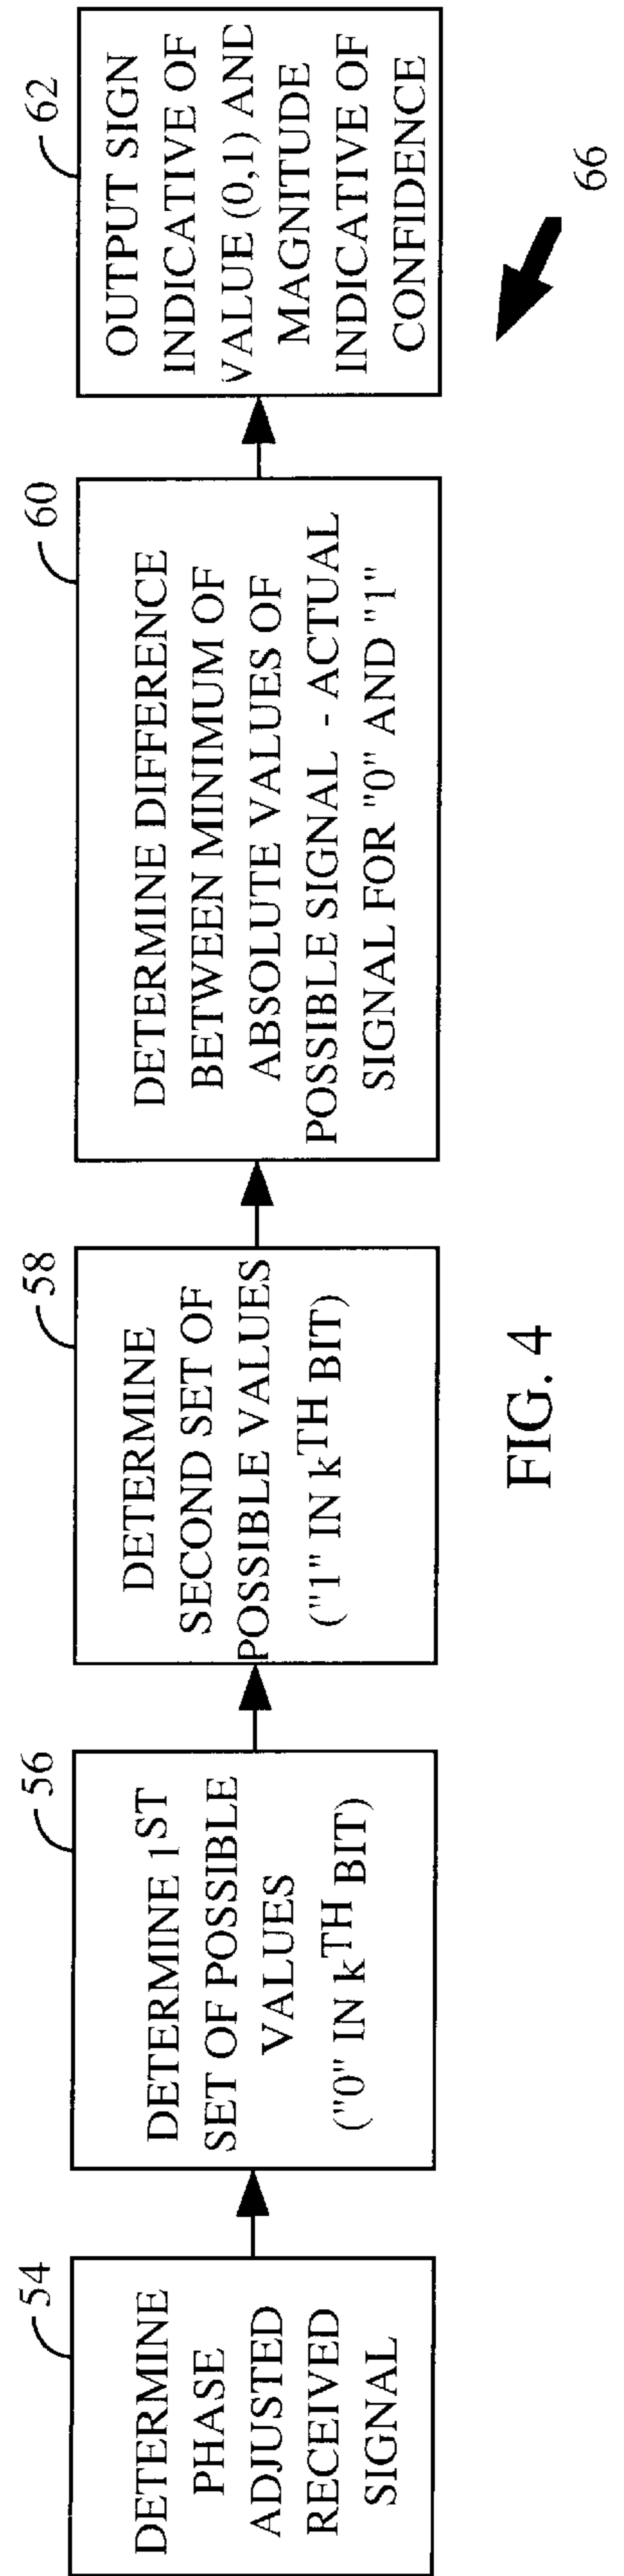 54
DETERMINE
PHASE
ADJUSTED
RECEIVED
SIGNAL
56
DETERMINE 1ST
SET OF POSSIBLE
VALUES
("0" IN kTH BIT)
58
DETERMINE
SECOND SET OF
POSSIBLE VALUES
("1" IN kTH BIT)
60
DETERMINE DIFFERENCE
BETWEEN MINIMUM OF
ABSOLUTE VALUES OF
POSSIBLE SIGNAL - ACTUAL
SIGNAL FOR "0" AND "1"
62
OUTPUT SIGN
INDICATIVE OF
VALUE (0,1) AND
MAGNITUDE
INDICATIVE OF
CONFIDENCE
66
FIG. 4